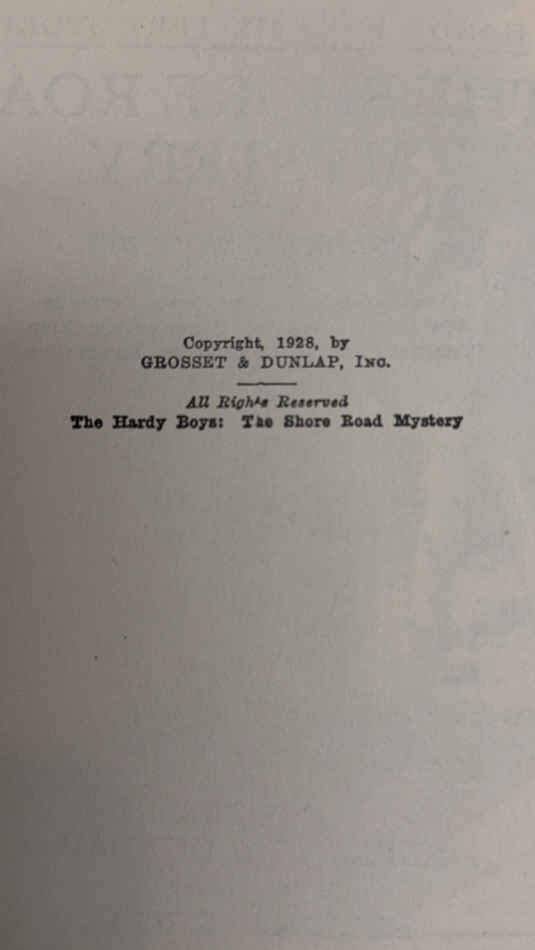 Copyright, 1928, by
GROSSET & DUNLAP, INC.
All Rights Reserved
The Hardy Boys: The Shore Road Mystery